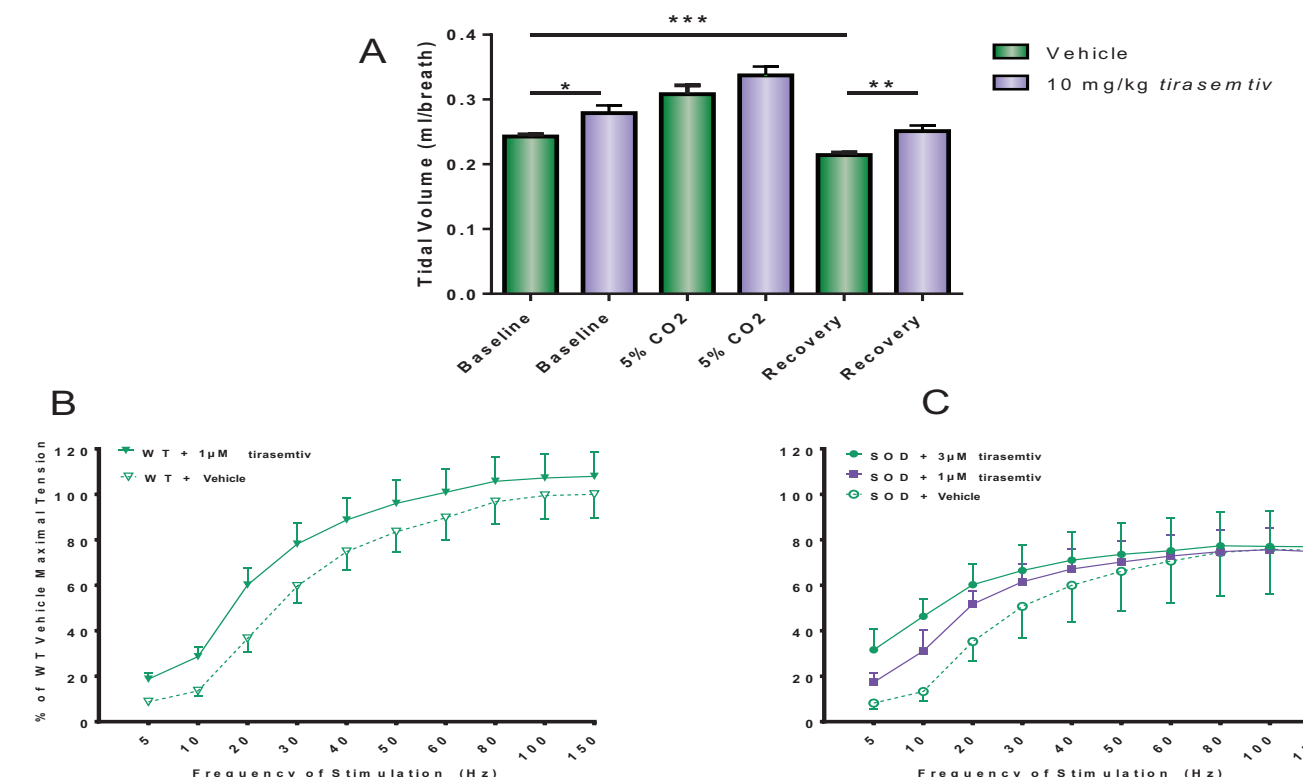 A
***
*
**
Tidal Volume (ml/breath)
0.4
0.3
0.2
0.1
0.0
Baseline
Baseline
5% CO2
5% CO2
Recovery
Recovery
Vehicle
10 mg/kg tirasemtiv
B
% of WT Vehicle Maximal Tension
120
100
80
60
40
20
0
WT + 1µM tirasemtiv
WT + Vehicle
5
10
20
30
40
50
60
80
100
150
Frequency of Stimulation (Hz)
C
120
100
80
60
40
20
0
SOD + 3µM tirasemtiv
SOD + 1µM tirasemtiv
SOD + Vehicle
5
10
20
30
40
50
60
80
100
Frequency of Stimulation (Hz)